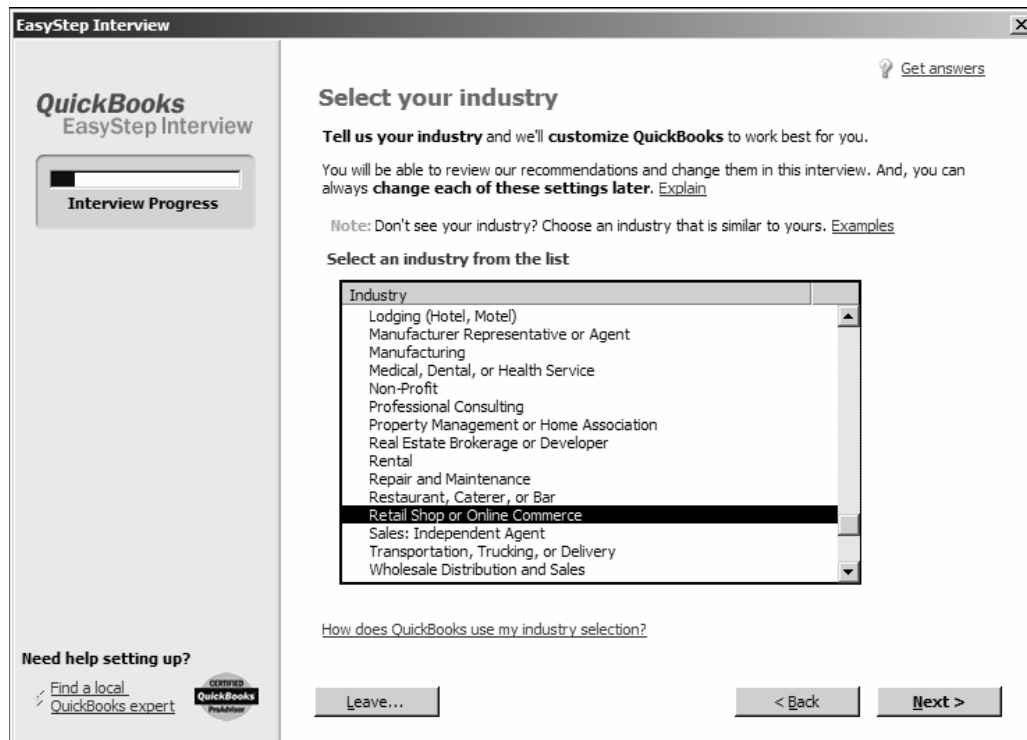 EasyStep Interview
Get answers
QuickBooks
EasyStep Interview
Interview Progress
Select your industry
Tell us your industry and we'll customize QuickBooks to work best for you.
You will be able to review our recommendations and change them in this interview. And, you can
always change each of these settings later. Explain
Note: Don't see your industry? Choose an industry that is similar to yours. Examples
Select an industry from the list
Industry
Lodging (Hotel, Motel)
Manufacturer Representative or Agent
Manufacturing
Medical, Dental, or Health Service
Non-Profit
Professional Consulting
Property Management or Home Association
Real Estate Brokerage or Developer
Rental
Repair and Maintenance
Restaurant, Caterer, or Bar
Retail Shop or Online Commerce
Sales: Independent Agent
Transportation, Trucking, or Delivery
Wholesale Distribution and Sales
How does QuickBooks use my industry selection?
Need help setting up?
Find a local
QuickBooks expert
CERTIFIED
QuickBooks
ProAdvisor
Leave...
< Back
Next >